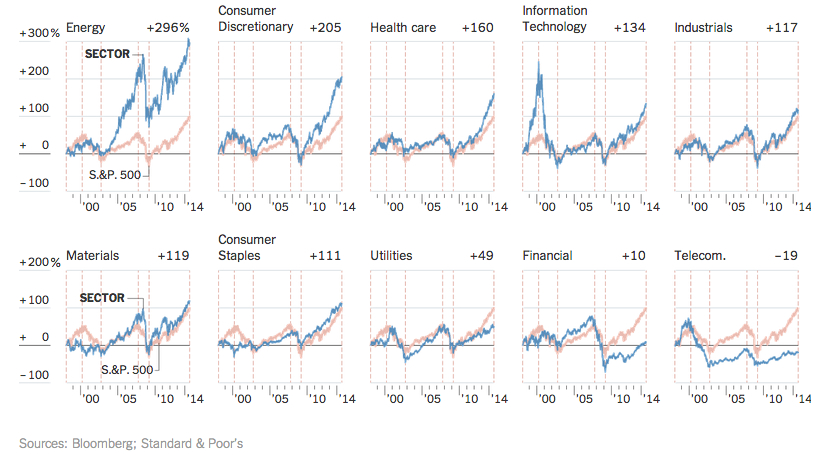 Energy +296%
Consumer
Discretionary +205
Health care +160
Information
Technology +134
Industrials +117
+300%
+200
+100
+ 0
−100
SECTOR
S.&P. 500
'00 '05 '10 '14
'00 '05 '10 '14
'00 '05 '10 '14
'00 '05 '10 '14
'00 '05 '10 '14
Materials +119
Consumer
Staples +111
Utilities +49
Financial +10
Telecom. −19
+200%
+100
+ 0
−100
SECTOR
S.&P. 500
'00 '05 '10 '14
'00 '05 '10 '14
'00 '05 '10 '14
'00 '05 '10 '14
'00 '05 '10 '14
Sources: Bloomberg; Standard & Poor's